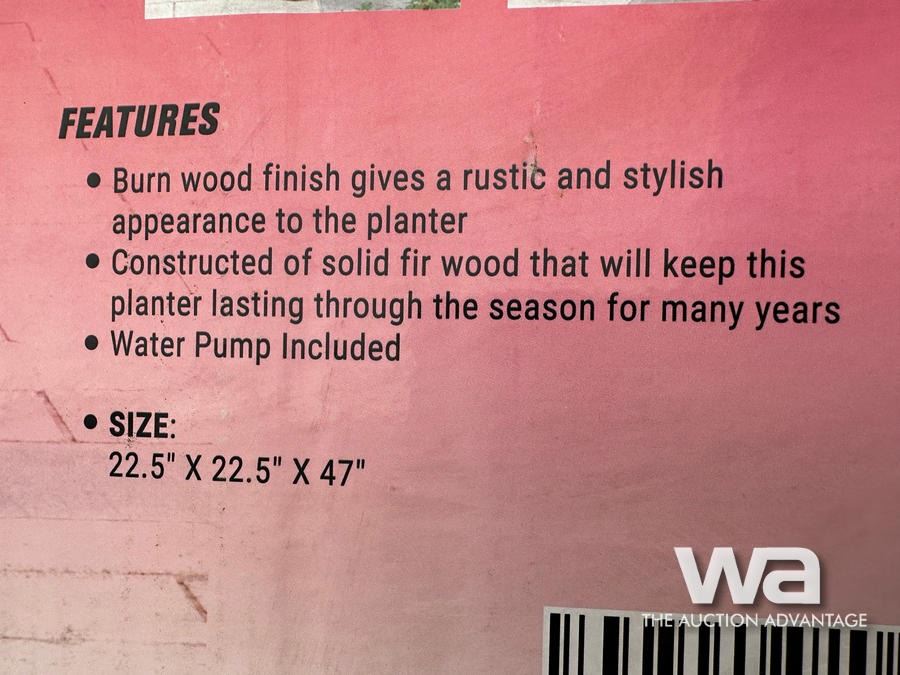 FEATURES
• Burn wood finish gives a rustic and stylish
appearance to the planter
• Constructed of solid fir wood that will keep this
planter lasting through the season for many years
• Water Pump Included
• SIZE:
22.5" X 22.5" X 47"
wa
THE AUCTION ADVANTAGE